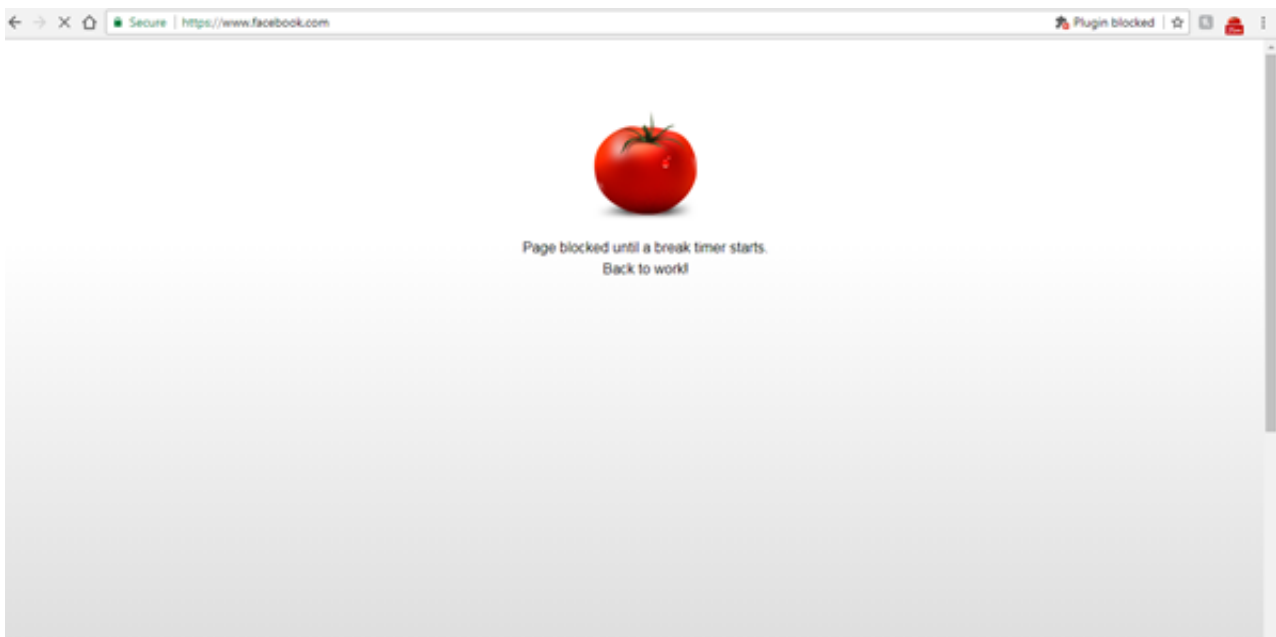 Secure | https://www.facebook.com
Plugin blocked
Page blocked until a break timer starts.
Back to work!